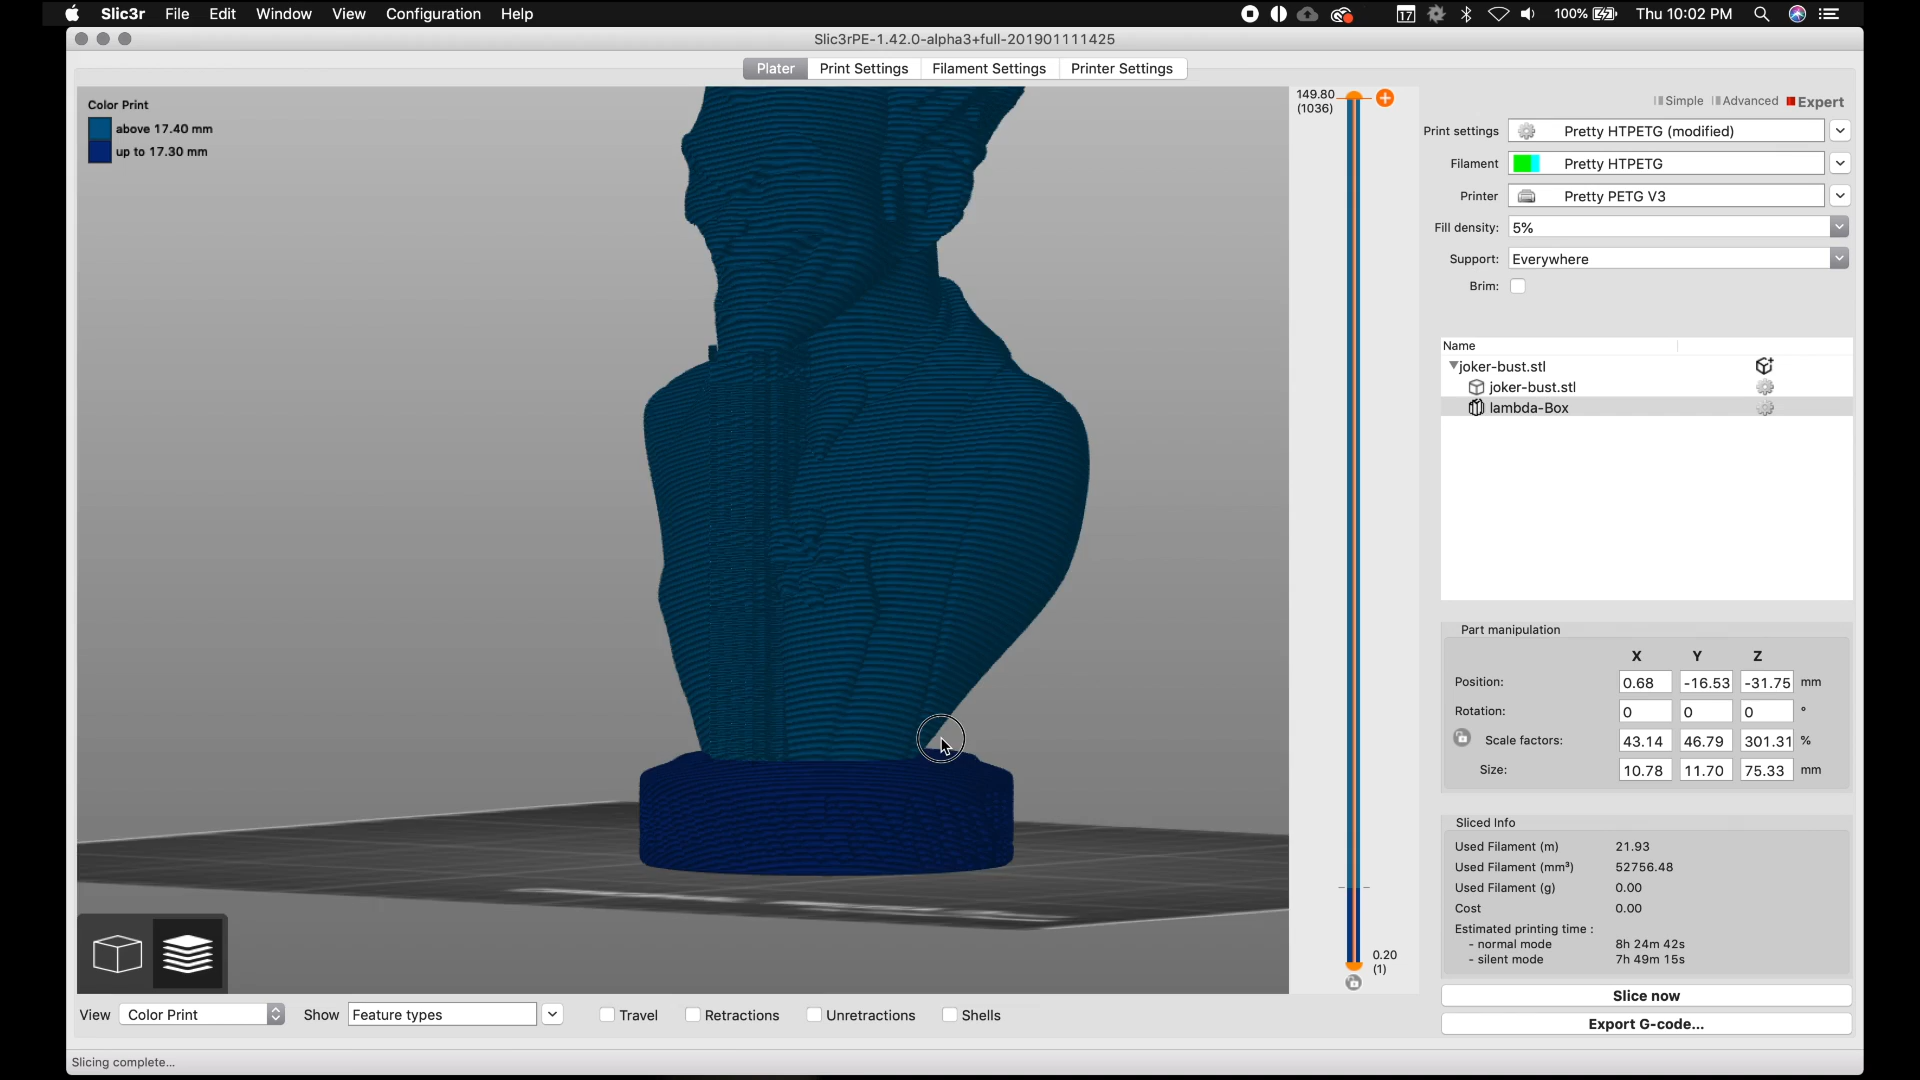 Slic3r File Edit Window View Configuration Help 17 100% Thu 10:02 PM
Slic3rPE-1.42.0-alpha3+full-201901111425
Plater Print Settings Filament Settings Printer Settings
Color Print
above 17.40 mm
up to 17.30 mm
149.80
(1036)
0.20
(1)
Simple Advanced Expert
Print settings Pretty HTPETG (modified)
Filament Pretty HTPETG
Printer Pretty PETG V3
Fill density: 5%
Support: Everywhere
Brim:
Name
joker-bust.stl
joker-bust.stl
lambda-Box
Part manipulation
X Y Z
Position: 0.68 -16.53 -31.75 mm
Rotation: 0 0 0 °
Scale factors: 43.14 46.79 301.31 %
Size: 10.78 11.70 75.33 mm
Sliced Info
Used Filament (m) 21.93
Used Filament (mm³) 52756.48
Used Filament (g) 0.00
Cost 0.00
Estimated printing time :
- normal mode 8h 24m 42s
- silent mode 7h 49m 15s
Slice now
Export G-code...
View Color Print Show Feature types Travel Retractions Unretractions Shells
Slicing complete...